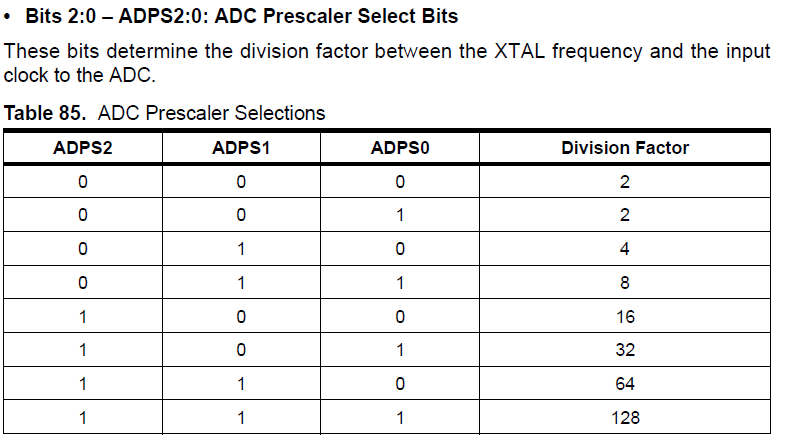 • Bits 2:0 – ADPS2:0: ADC Prescaler Select Bits
These bits determine the division factor between the XTAL frequency and the input
clock to the ADC.
Table 85. ADC Prescaler Selections
ADPS2 ADPS1 ADPS0 Division Factor
0 0 0 2
0 0 1 2
0 1 0 4
0 1 1 8
1 0 0 16
1 0 1 32
1 1 0 64
1 1 1 128